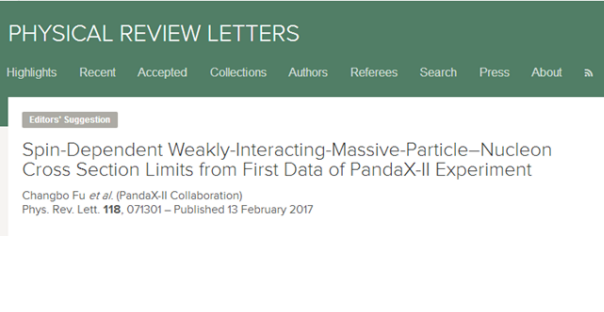 PHYSICAL REVIEW LETTERS
Highlights Recent Accepted Collections Authors Referees Search Press About
Editors' Suggestion
Spin-Dependent Weakly-Interacting-Massive-Particle–Nucleon
Cross Section Limits from First Data of PandaX-II Experiment
Changbo Fu et al. (PandaX-II Collaboration)
Phys. Rev. Lett. 118, 071301 – Published 13 February 2017